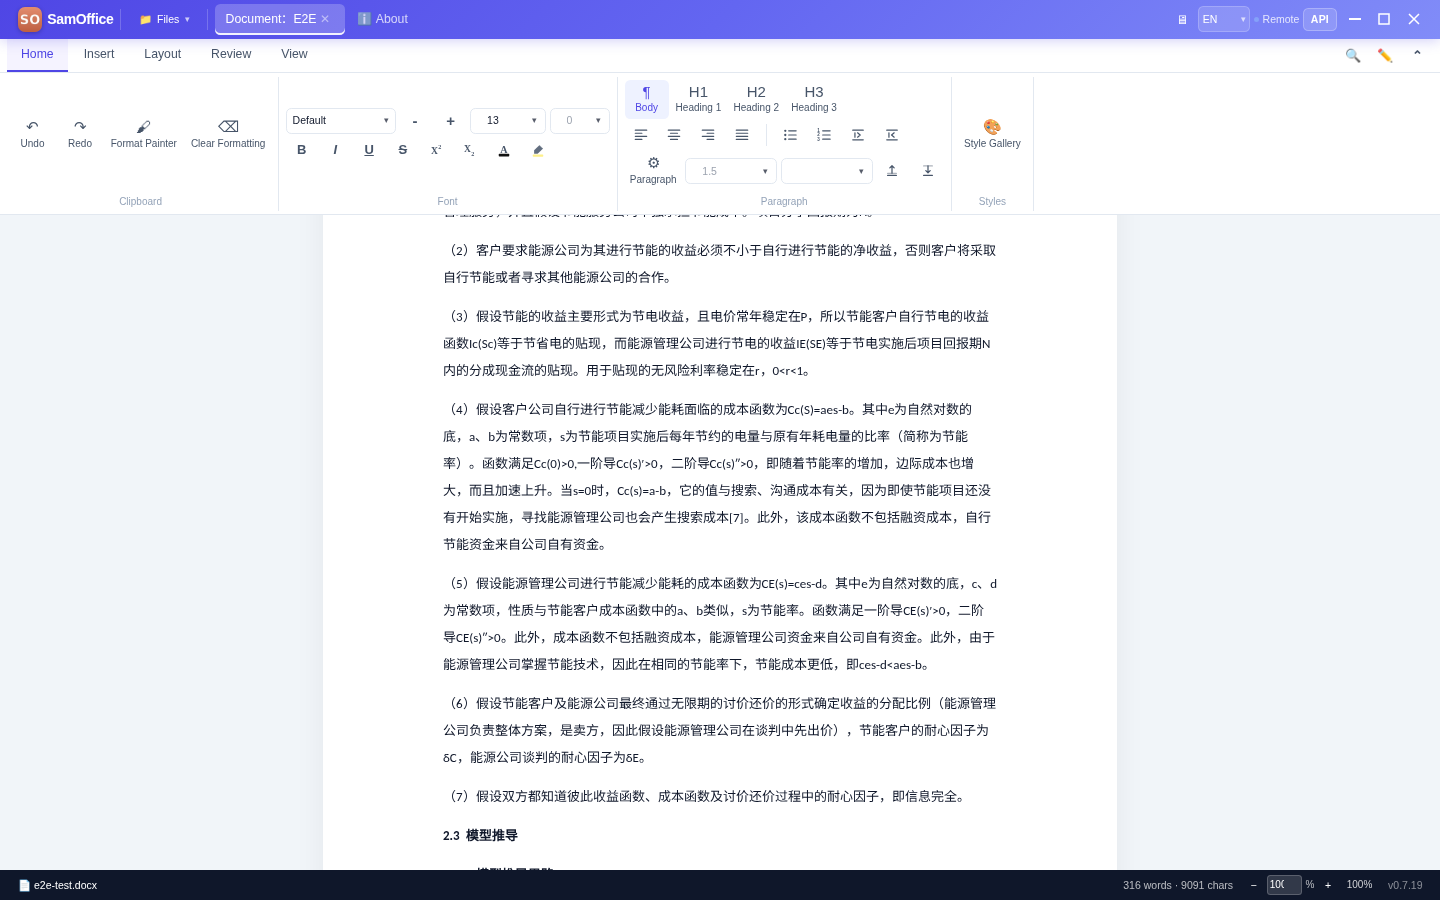 SO SamOffice
Files
Document： E2E
About
EN
Remote
API
Home Insert Layout Review View
Undo
Redo
Format Painter
Clear Formatting
Clipboard
Default
- +
13
0
B I U S X² X₂ A
Font
¶ Body
H1 Heading 1
H2 Heading 2
H3 Heading 3
Paragraph
1.5
Paragraph
Style Gallery
Styles
（2）客户要求能源公司为其进行节能的收益必须不小于自行进行节能的净收益，否则客户将采取
自行节能或者寻求其他能源公司的合作。
（3）假设节能的收益主要形式为节电收益，且电价常年稳定在P，所以节能客户自行节电的收益
函数Ic(Sc)等于节省电的贴现，而能源管理公司进行节电的收益IE(SE)等于节电实施后项目回报期N
内的分成现金流的贴现。用于贴现的无风险利率稳定在r，0<r<1。
（4）假设客户公司自行进行节能减少能耗面临的成本函数为Cc(S)=aes-b。其中e为自然对数的
底，a、b为常数项，s为节能项目实施后每年节约的电量与原有年耗电量的比率（简称为节能
率）。函数满足Cc(0)>0,一阶导Cc(s)′>0，二阶导Cc(s)″>0，即随着节能率的增加，边际成本也增
大，而且加速上升。当s=0时，Cc(s)=a-b，它的值与搜索、沟通成本有关，因为即使节能项目还没
有开始实施，寻找能源管理公司也会产生搜索成本[7]。此外，该成本函数不包括融资成本，自行
节能资金来自公司自有资金。
（5）假设能源管理公司进行节能减少能耗的成本函数为CE(s)=ces-d。其中e为自然对数的底，c、d
为常数项，性质与节能客户成本函数中的a、b类似，s为节能率。函数满足一阶导CE(s)′>0，二阶
导CE(s)″>0。此外，成本函数不包括融资成本，能源管理公司资金来自公司自有资金。此外，由于
能源管理公司掌握节能技术，因此在相同的节能率下，节能成本更低，即ces-d<aes-b。
（6）假设节能客户及能源公司最终通过无限期的讨价还价的形式确定收益的分配比例（能源管理
公司负责整体方案，是卖方，因此假设能源管理公司在谈判中先出价），节能客户的耐心因子为
δC，能源公司谈判的耐心因子为δE。
（7）假设双方都知道彼此收益函数、成本函数及讨价还价过程中的耐心因子，即信息完全。
2.3 模型推导
e2e-test.docx
316 words · 9091 chars
− 100 % +
100%
v0.7.19